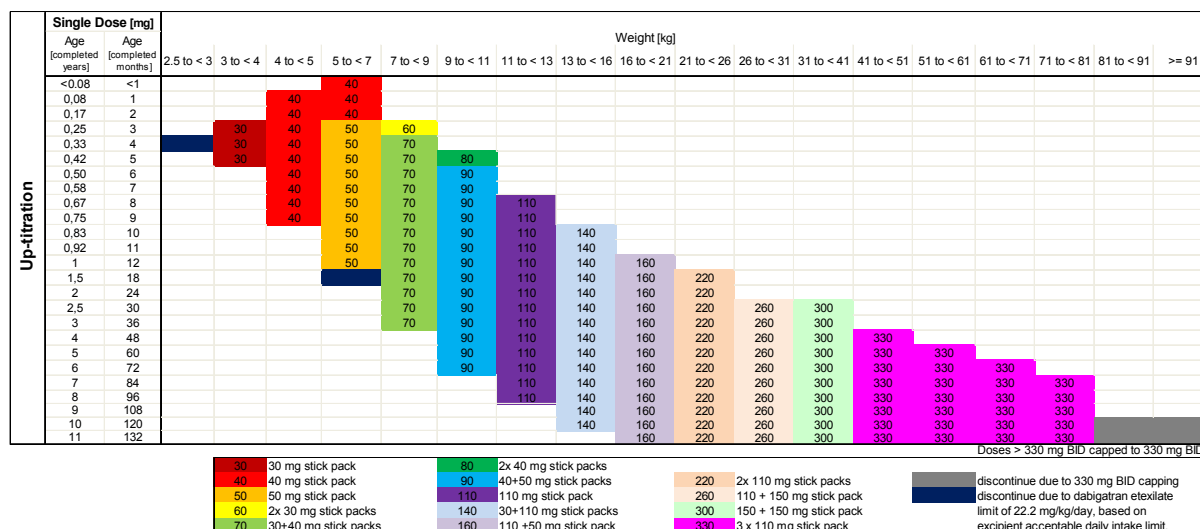 Up-titration
Single Dose [mg]
Age [completed years] Age [completed months] Weight [kg]
2.5 to < 3 3 to < 4 4 to < 5 5 to < 7 7 to < 9 9 to < 11 11 to < 13 13 to < 16 16 to < 21 21 to < 26 26 to < 31 31 to < 41 41 to < 51 51 to < 61 61 to < 71 71 to < 81 81 to < 91 >= 91
<0.08 <1 40
0,08 1 40 40
0,17 2 40 40
0,25 3 30 40 50 60
0,33 4 30 40 50 70
0,42 5 30 40 50 70 80
0,50 6 40 50 70 90
0,58 7 40 50 70 90
0,67 8 40 50 70 90 110
0,75 9 40 50 70 90 110
0,83 10 50 70 90 110 140
0,92 11 50 70 90 110 140
1 12 50 70 90 110 140 160
1,5 18 70 90 110 140 160 220
2 24 70 90 110 140 160 220
2,5 30 70 90 110 140 160 220 260 300
3 36 70 90 110 140 160 220 260 300
4 48 90 110 140 160 220 260 300 330
5 60 90 110 140 160 220 260 300 330 330
6 72 90 110 140 160 220 260 300 330 330 330
7 84 110 140 160 220 260 300 330 330 330 330
8 96 110 140 160 220 260 300 330 330 330 330
9 108 140 160 220 260 300 330 330 330 330
10 120 140 160 220 260 300 330 330 330 330
11 132 160 220 260 300 330 330 330 330
Doses > 330 mg BID capped to 330 mg BID
30 30 mg stick pack 80 2x 40 mg stick packs
40 40 mg stick pack 90 40+50 mg stick packs 220 2x 110 mg stick packs discontinue due to 330 mg BID capping
50 50 mg stick pack 110 110 mg stick pack 260 110 + 150 mg stick pack discontinue due to dabigatran etexilate
60 2x 30 mg stick packs 140 30+110 mg stick packs 300 150 + 150 mg stick pack limit of 22.2 mg/kg/day, based on
70 30+40 mg stick packs 160 110 +50 mg stick packs 330 3 x 110 mg stick pack excipient acceptable daily intake limit